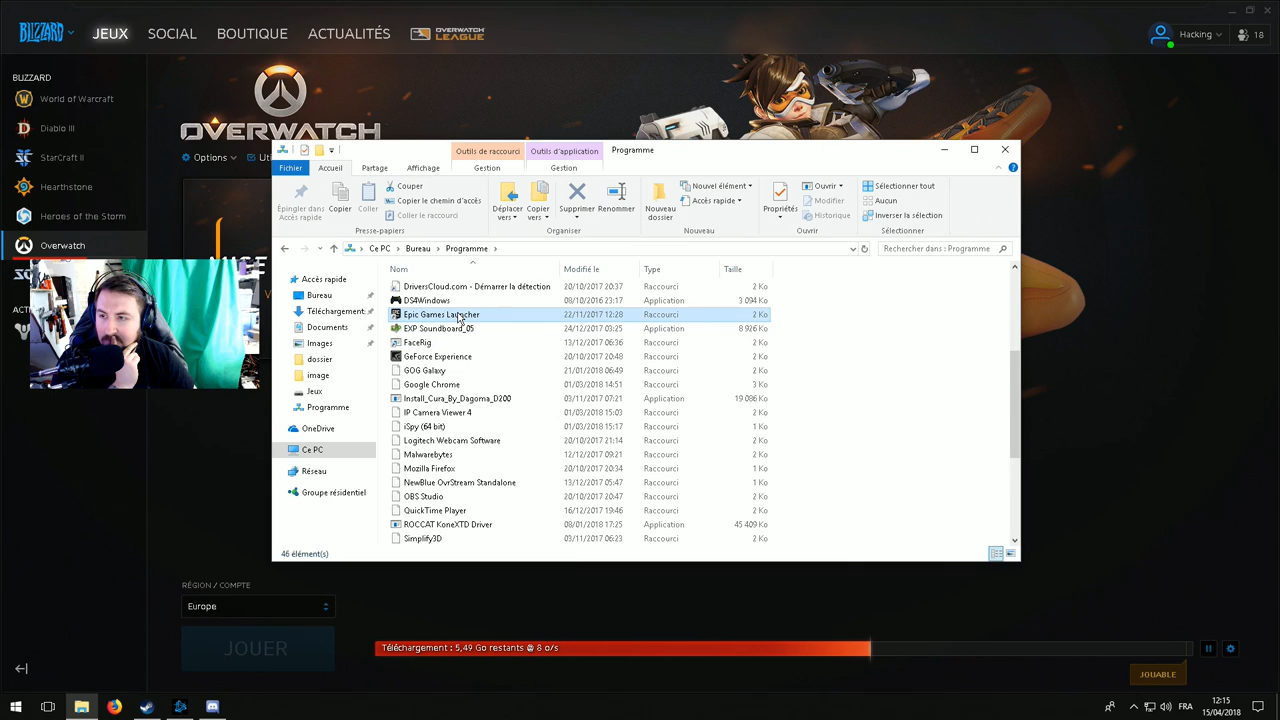 BLIZZARD JEUX SOCIAL BOUTIQUE ACTUALITÉS OVERWATCH LEAGUE Hacking 18
BLIZZARD
World of Warcraft
Diablo III
StarCraft II
Hearthstone
Heroes of the Storm
Overwatch
OVERWATCH
Options
Outils de raccourci Outils d'application Programme
Fichier Accueil Partage Affichage Gestion Gestion
Épingler dans Accès rapide
Copier
Coller
Couper
Copier le chemin d'accès
Coller le raccourci
Presse-papiers
Déplacer vers
Copier vers
Supprimer
Renommer
Organiser
Nouveau dossier
Nouvel élément
Accès rapide
Nouveau
Propriétés
Ouvrir
Modifier
Historique
Ouvrir
Sélectionner tout
Aucun
Inverser la sélection
Sélectionner
Ce PC Bureau Programme Rechercher dans : Programme
Accès rapide
Bureau
Téléchargement
Documents
Images
dossier
image
Jeux
Programme
OneDrive
Ce PC
Réseau
Groupe résidentiel
Nom Modifié le Type Taille
DriversCloud.com - Démarrer la détection 20/10/2017 20:37 Raccourci 2 Ko
DS4Windows 08/10/2016 23:17 Application 3 094 Ko
Epic Games Launcher 22/11/2017 12:28 Raccourci 2 Ko
EXP Soundboard_05 24/12/2017 03:25 Application 8 926 Ko
FaceRig 13/12/2017 06:36 Raccourci 2 Ko
GeForce Experience 20/10/2017 20:48 Raccourci 2 Ko
GOG Galaxy 21/01/2018 06:49 Raccourci 2 Ko
Google Chrome 01/03/2018 14:51 Raccourci 3 Ko
Install_Cura_By_Dagoma_D200 03/11/2017 07:21 Application 19 086 Ko
IP Camera Viewer 4 01/03/2018 15:03 Raccourci 2 Ko
iSpy (64 bit) 01/03/2018 15:17 Raccourci 1 Ko
Logitech Webcam Software 20/10/2017 21:14 Raccourci 2 Ko
Malwarebytes 12/12/2017 09:21 Raccourci 2 Ko
Mozilla Firefox 20/10/2017 20:34 Raccourci 1 Ko
NewBlue OvrStream Standalone 13/12/2017 05:47 Raccourci 1 Ko
OBS Studio 20/10/2017 20:47 Raccourci 2 Ko
QuickTime Player 16/12/2017 19:46 Raccourci 2 Ko
ROCCAT KoneXTD Driver 08/01/2018 17:25 Application 45 409 Ko
Simplify3D 03/11/2017 06:23 Raccourci 2 Ko
46 élément(s)
RÉGION / COMPTE
Europe
JOUER
Téléchargement : 5,49 Go restants @ 8 o/s
JOUABLE
FRA
12:15
15/04/2018